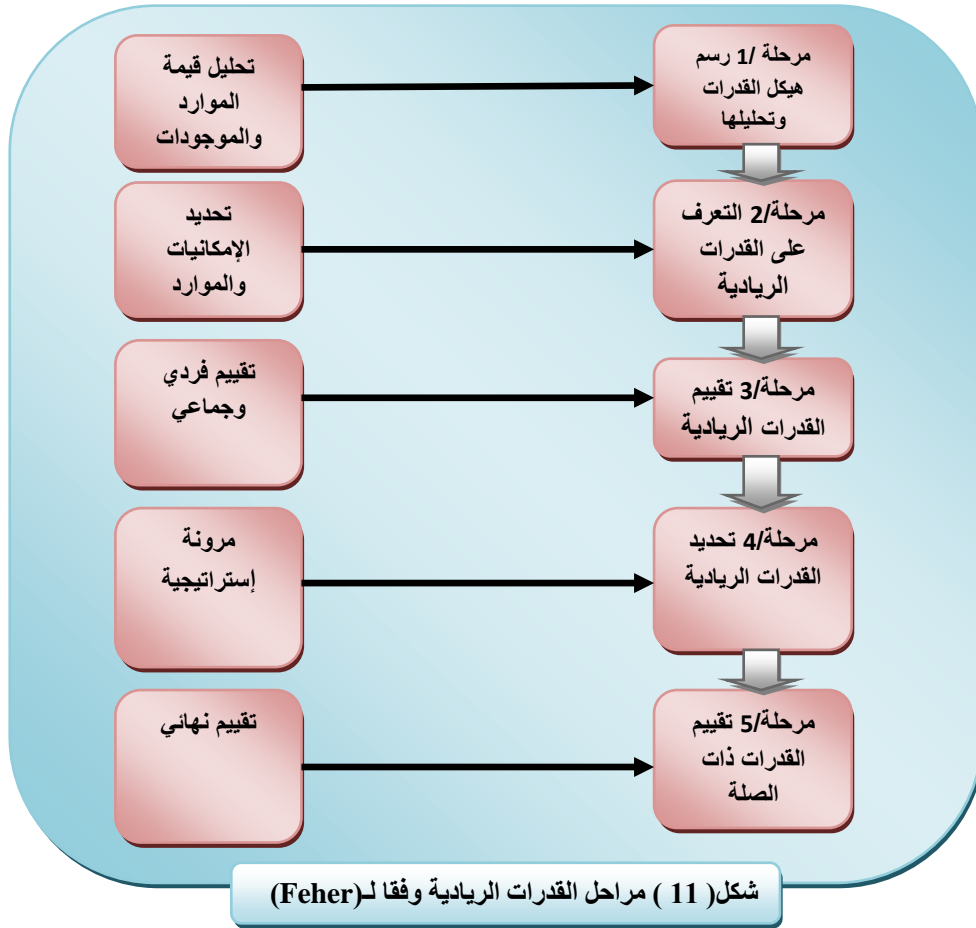 مرحلة /1 رسم
هيكل القدرات
وتحليلها
تحليل قيمة
الموارد
والموجودات
مرحلة/2 التعرف
على القدرات
الريادية
تحديد
الإمكانيات
والموارد
مرحلة/3 تقييم
القدرات الريادية
تقييم فردي
وجماعي
مرحلة/4 تحديد
القدرات الريادية
مرونة
إستراتيجية
مرحلة/5 تقييم
القدرات ذات
الصلة
تقييم نهائي
شكل( 11 ) مراحل القدرات الريادية وفقا لـ(Feher)